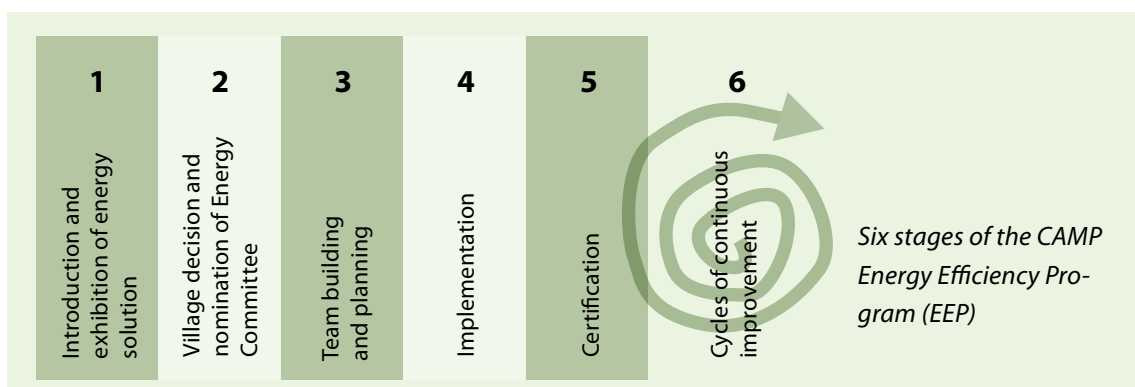 1
Introduction and
exhibition of energy
solution
2
Village decision and
nomination of Energy
Committee
3
Team building
and planning
4
Implementation
5
Certification
6
Cycles of continuous
improvement
Six stages of the CAMP
Energy Efficiency Pro-
gram (EEP)